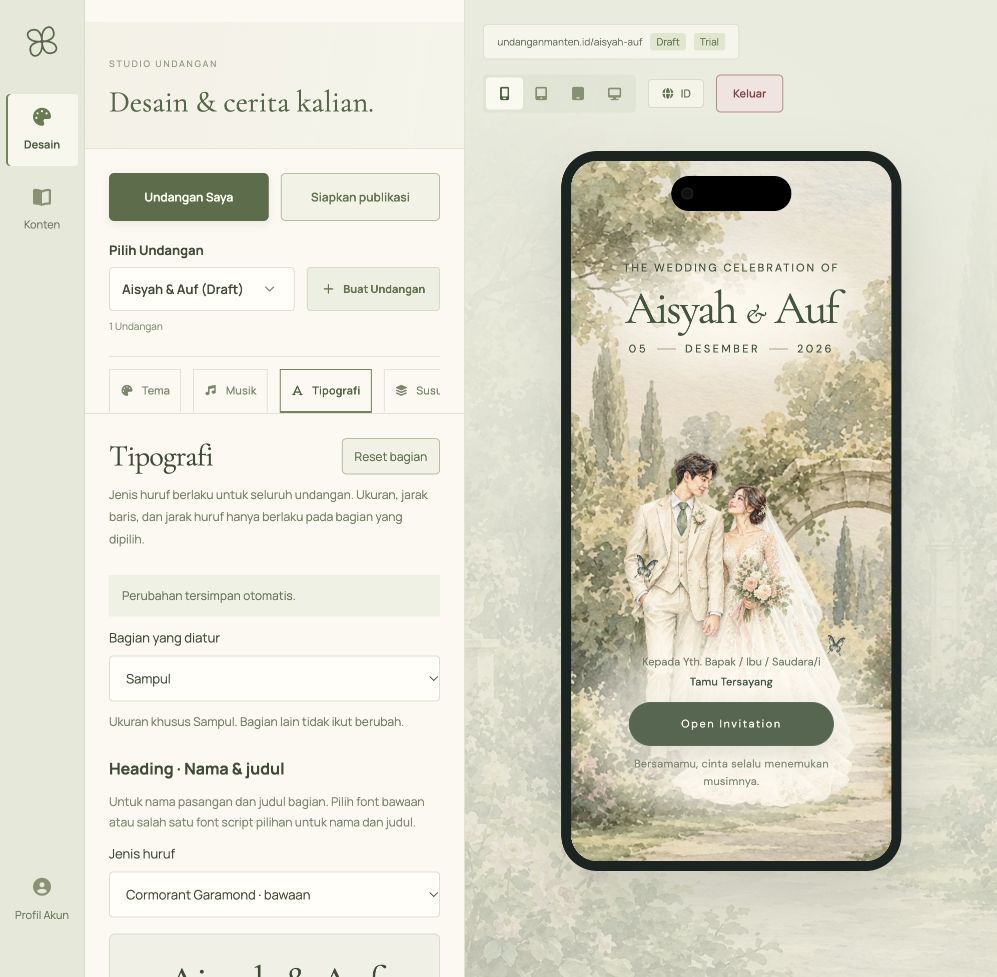 STUDIO UNDANGAN
Desain & cerita kalian.
Desain
Konten
Undangan Saya
Siapkan publikasi
Pilih Undangan
Aisyah & Auf (Draft)
Buat Undangan
1 Undangan
Tema
Musik
Tipografi
Tipografi
Reset bagian
Jenis huruf berlaku untuk seluruh undangan. Ukuran, jarak
baris, dan jarak huruf hanya berlaku pada bagian yang
dipilih.
Perubahan tersimpan otomatis.
Bagian yang diatur
Sampul
Ukuran khusus Sampul. Bagian lain tidak ikut berubah.
Heading · Nama & judul
Untuk nama pasangan dan judul bagian. Pilih font bawaan
atau salah satu font script pilihan untuk nama dan judul.
Jenis huruf
Cormorant Garamond · bawaan
Aisyah & Auf
Profil Akun
undanganmanten.id/aisyah-auf
Draft
Trial
ID
Keluar
THE WEDDING CELEBRATION OF
Aisyah & Auf
05 — DESEMBER — 2026
Kepada Yth. Bapak / Ibu / Saudara/i
Tamu Tersayang
Open Invitation
Bersamamu, cinta selalu menemukan
musimnya.